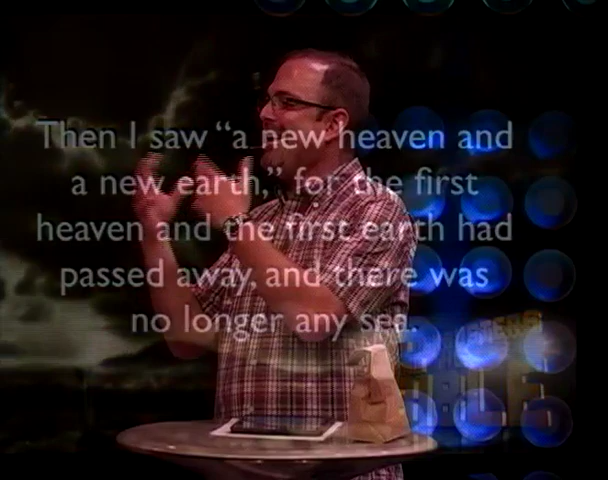 Then I saw “a new heaven and
a new earth,” for the first
heaven and the first earth had
passed away, and there was
no longer any sea.